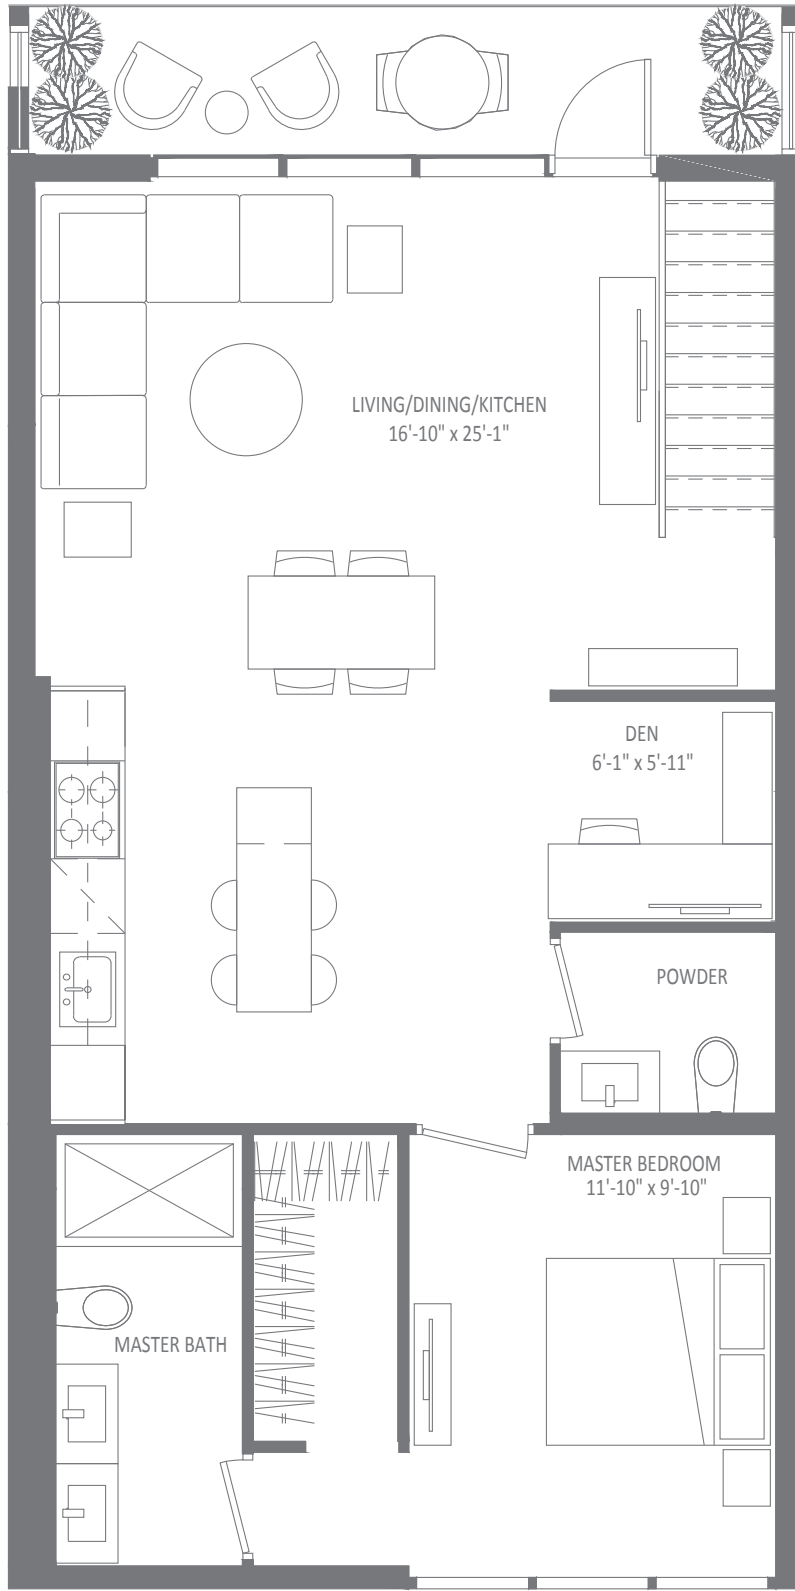 LIVING/DINING/KITCHEN
16'-10" x 25'-1"
DEN
6'-1" x 5'-11"
POWDER
MASTER BEDROOM
11'-10" x 9'-10"
MASTER BATH